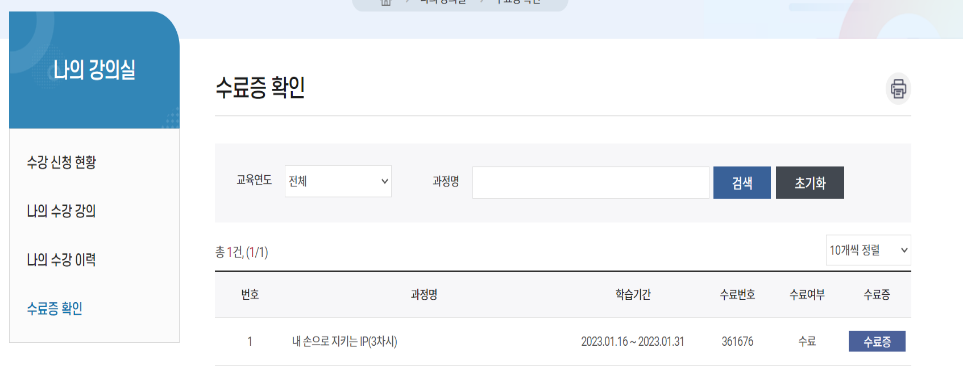 나의 강의실
수강 신청 현황
나의 수강 강의
나의 수강 이력
수료증 확인
수료증 확인
교육연도 전체 과정명 검색 초기화
총 1건, (1/1) 10개씩 정렬
번호 과정명 학습기간 수료번호 수료여부 수료증
1 내 손으로 지키는 IP(3차시) 2023.01.16 ~ 2023.01.31 361676 수료 수료증